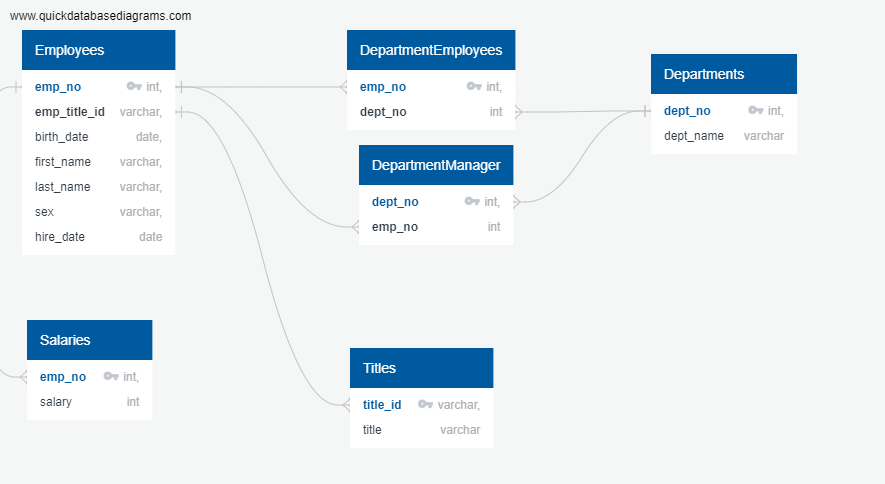 www.quickdatabasediagrams.com
Employees
emp_no int,
emp_title_id varchar,
birth_date date,
first_name varchar,
last_name varchar,
sex varchar,
hire_date date
DepartmentEmployees
emp_no int,
dept_no int
Departments
dept_no int,
dept_name varchar
DepartmentManager
dept_no int,
emp_no int
Salaries
emp_no int,
salary int
Titles
title_id varchar,
title varchar